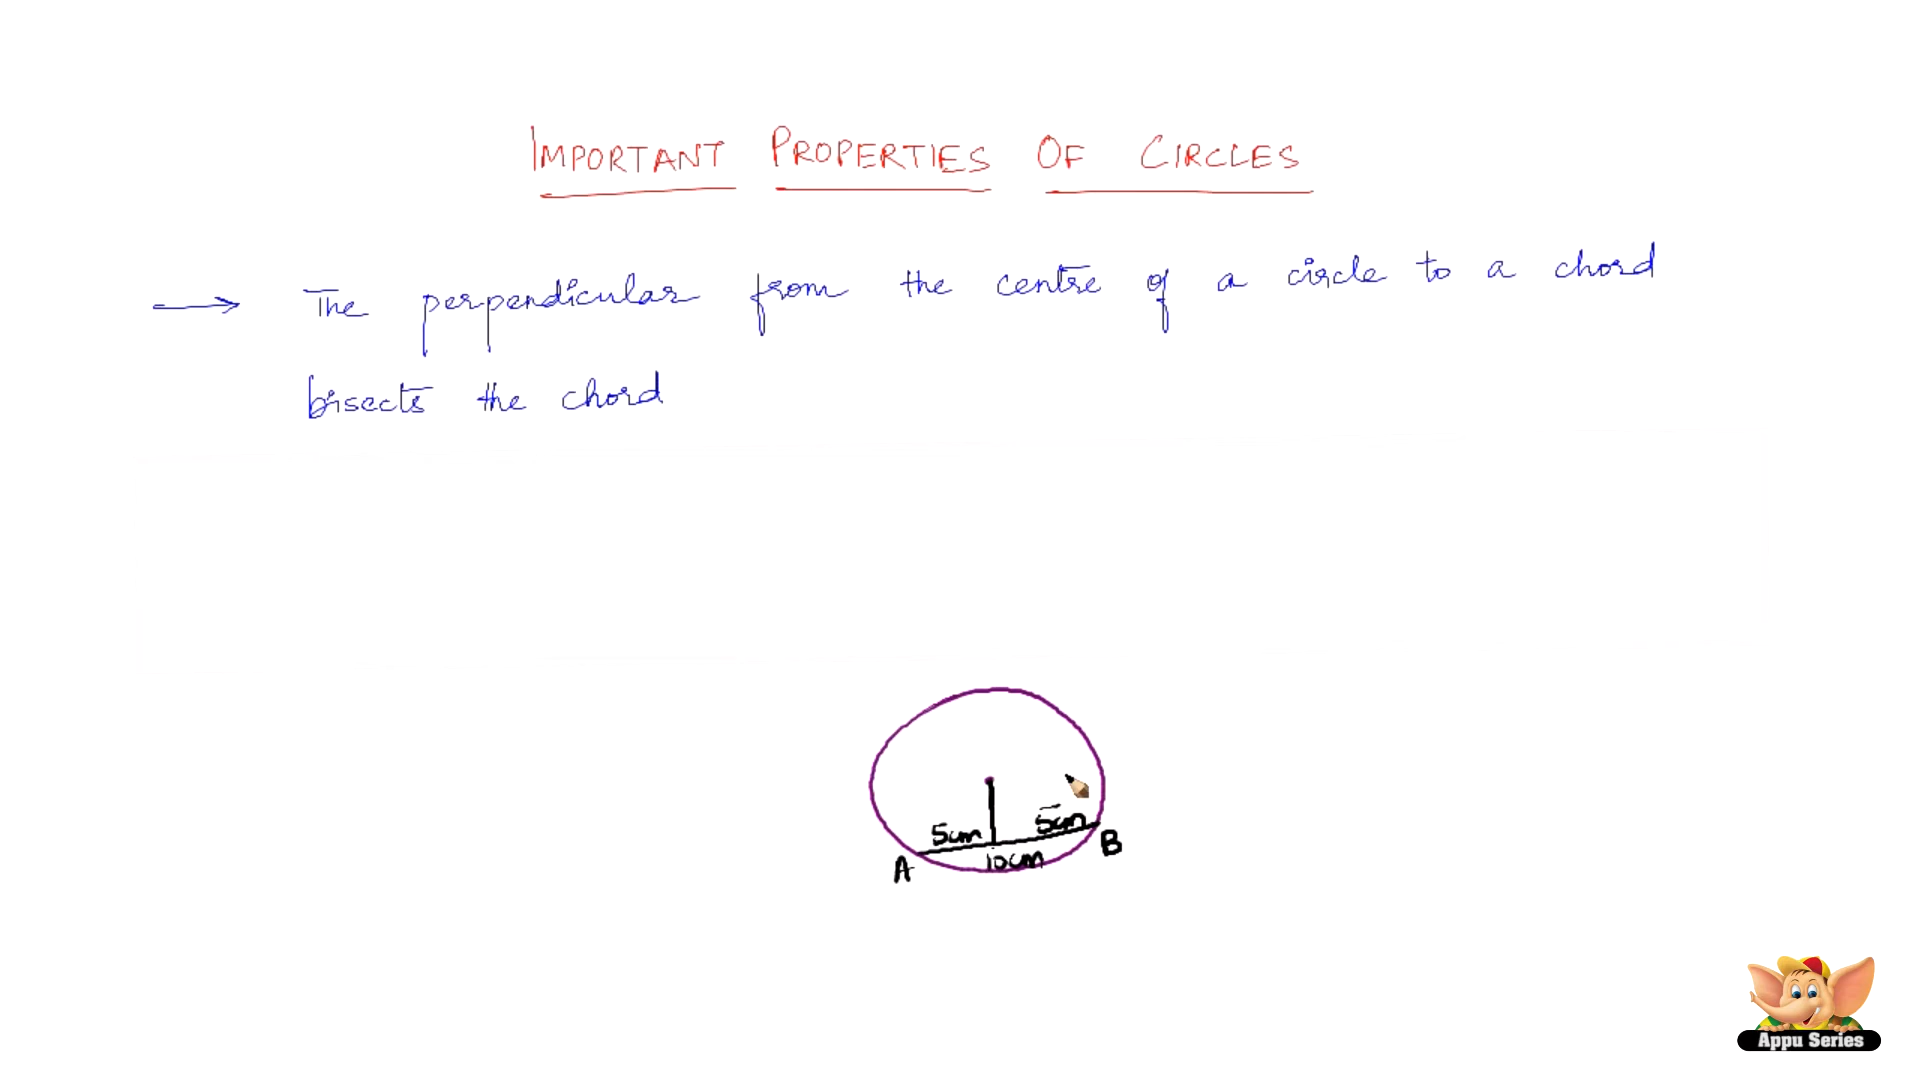 IMPORTANT PROPERTIES OF CIRCLES
→ The perpendicular from the centre of a circle to a chord
bisects the chord
5cm 5cm
A 10cm B
Appu Series